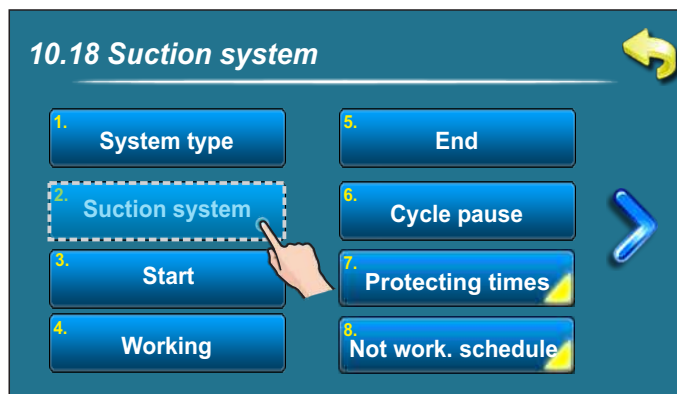 10.18 Suction system
1. System type
2. Suction system
3. Start
4. Working
5. End
6. Cycle pause
7. Protecting times
8. Not work. schedule